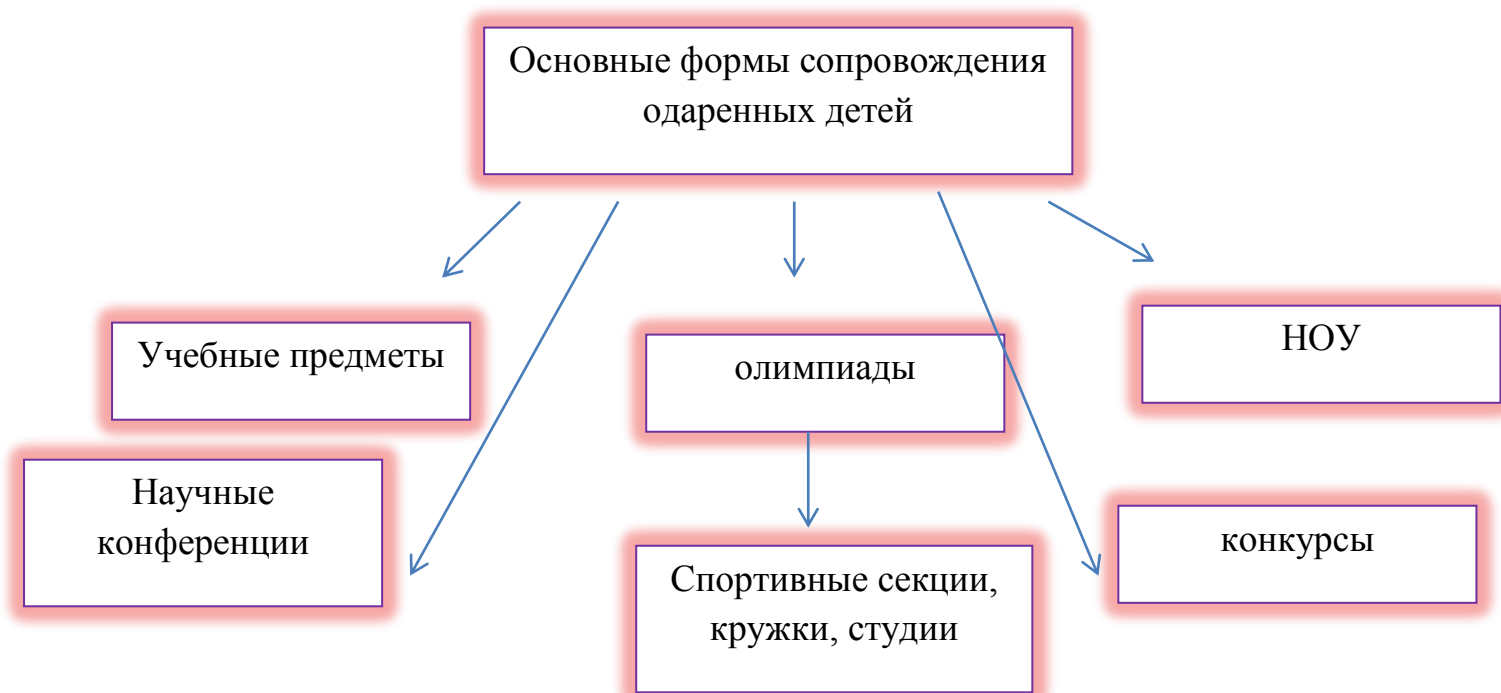 Основные формы сопровождения
одаренных детей
Учебные предметы
олимпиады
НОУ
Научные
конференции
Спортивные секции,
кружки, студии
конкурсы